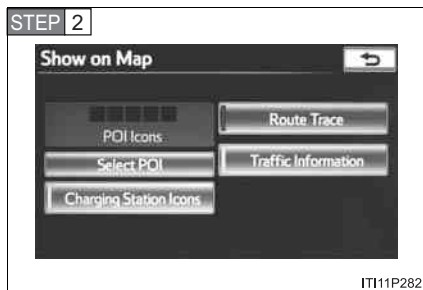 STEP 2
Show on Map
POI Icons
Route Trace
Select POI
Traffic Information
Charging Station Icons
ITI11P282